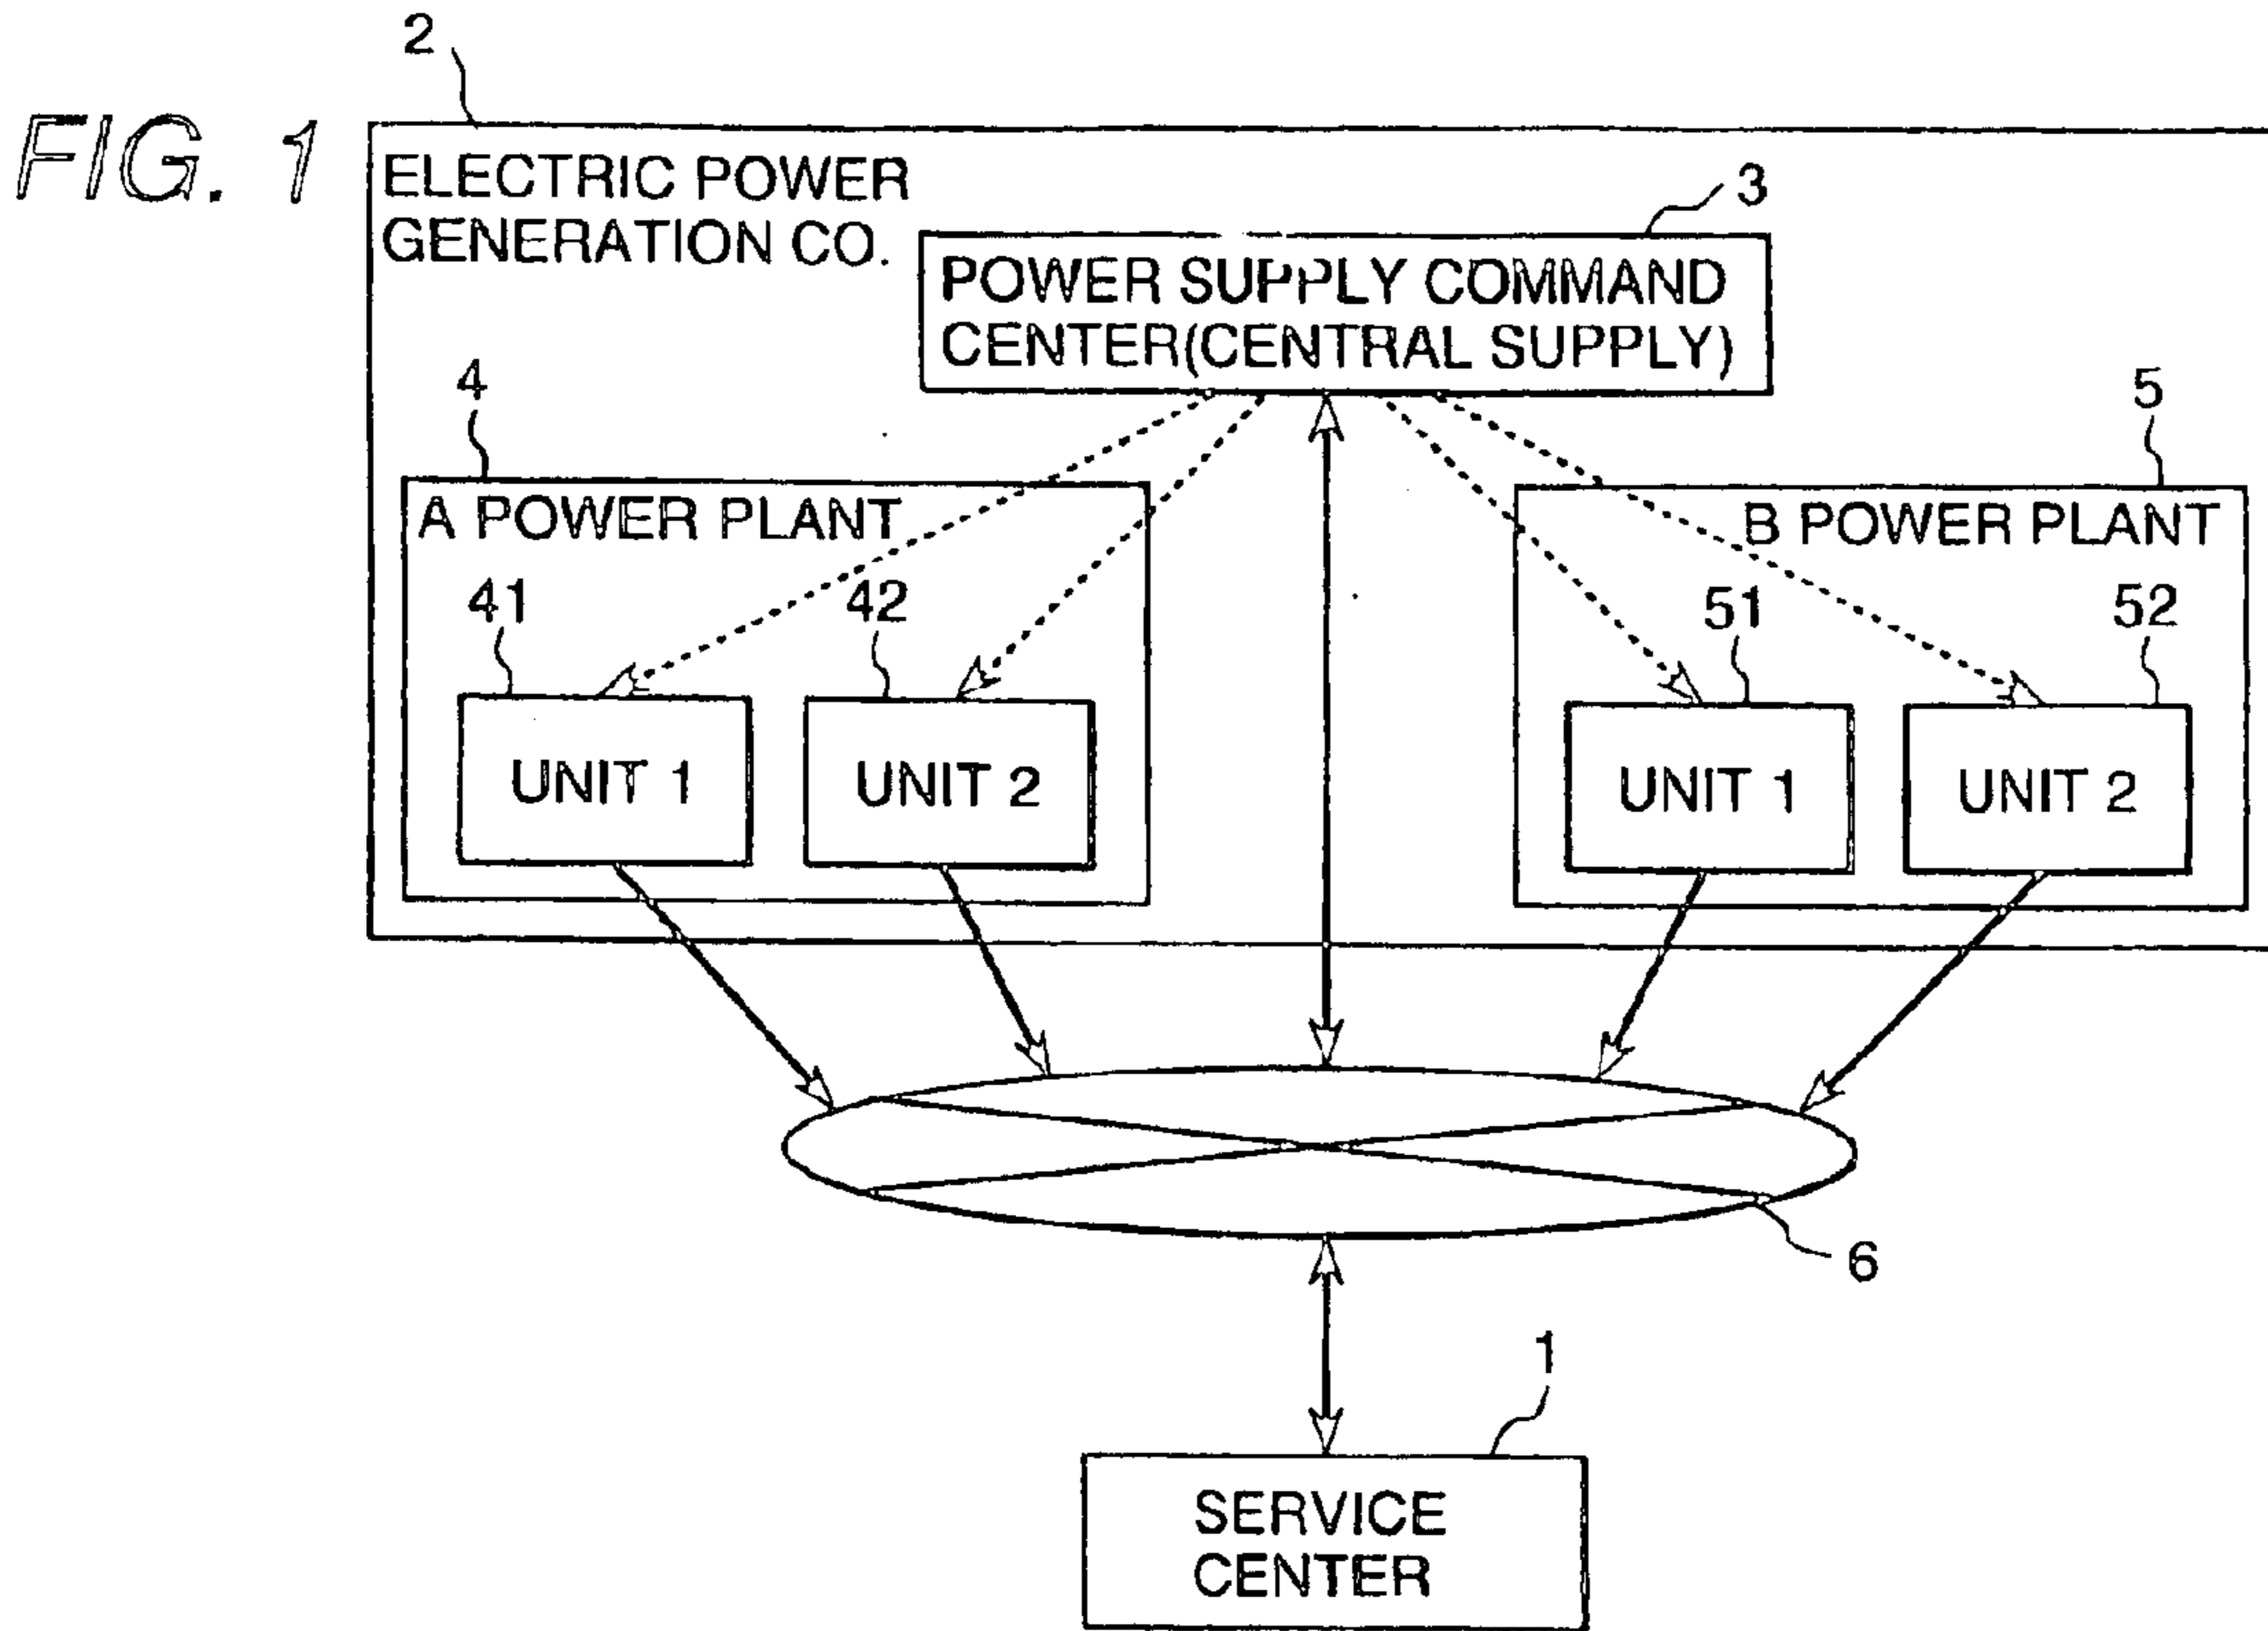 FIG. 1
2
ELECTRIC POWER
GENERATION CO.
3
POWER SUPPLY COMMAND
CENTER(CENTRAL SUPPLY)
4
A POWER PLANT
41
42
UNIT 1
UNIT 2
5
B POWER PLANT
51
52
UNIT 1
UNIT 2
6
1
SERVICE
CENTER